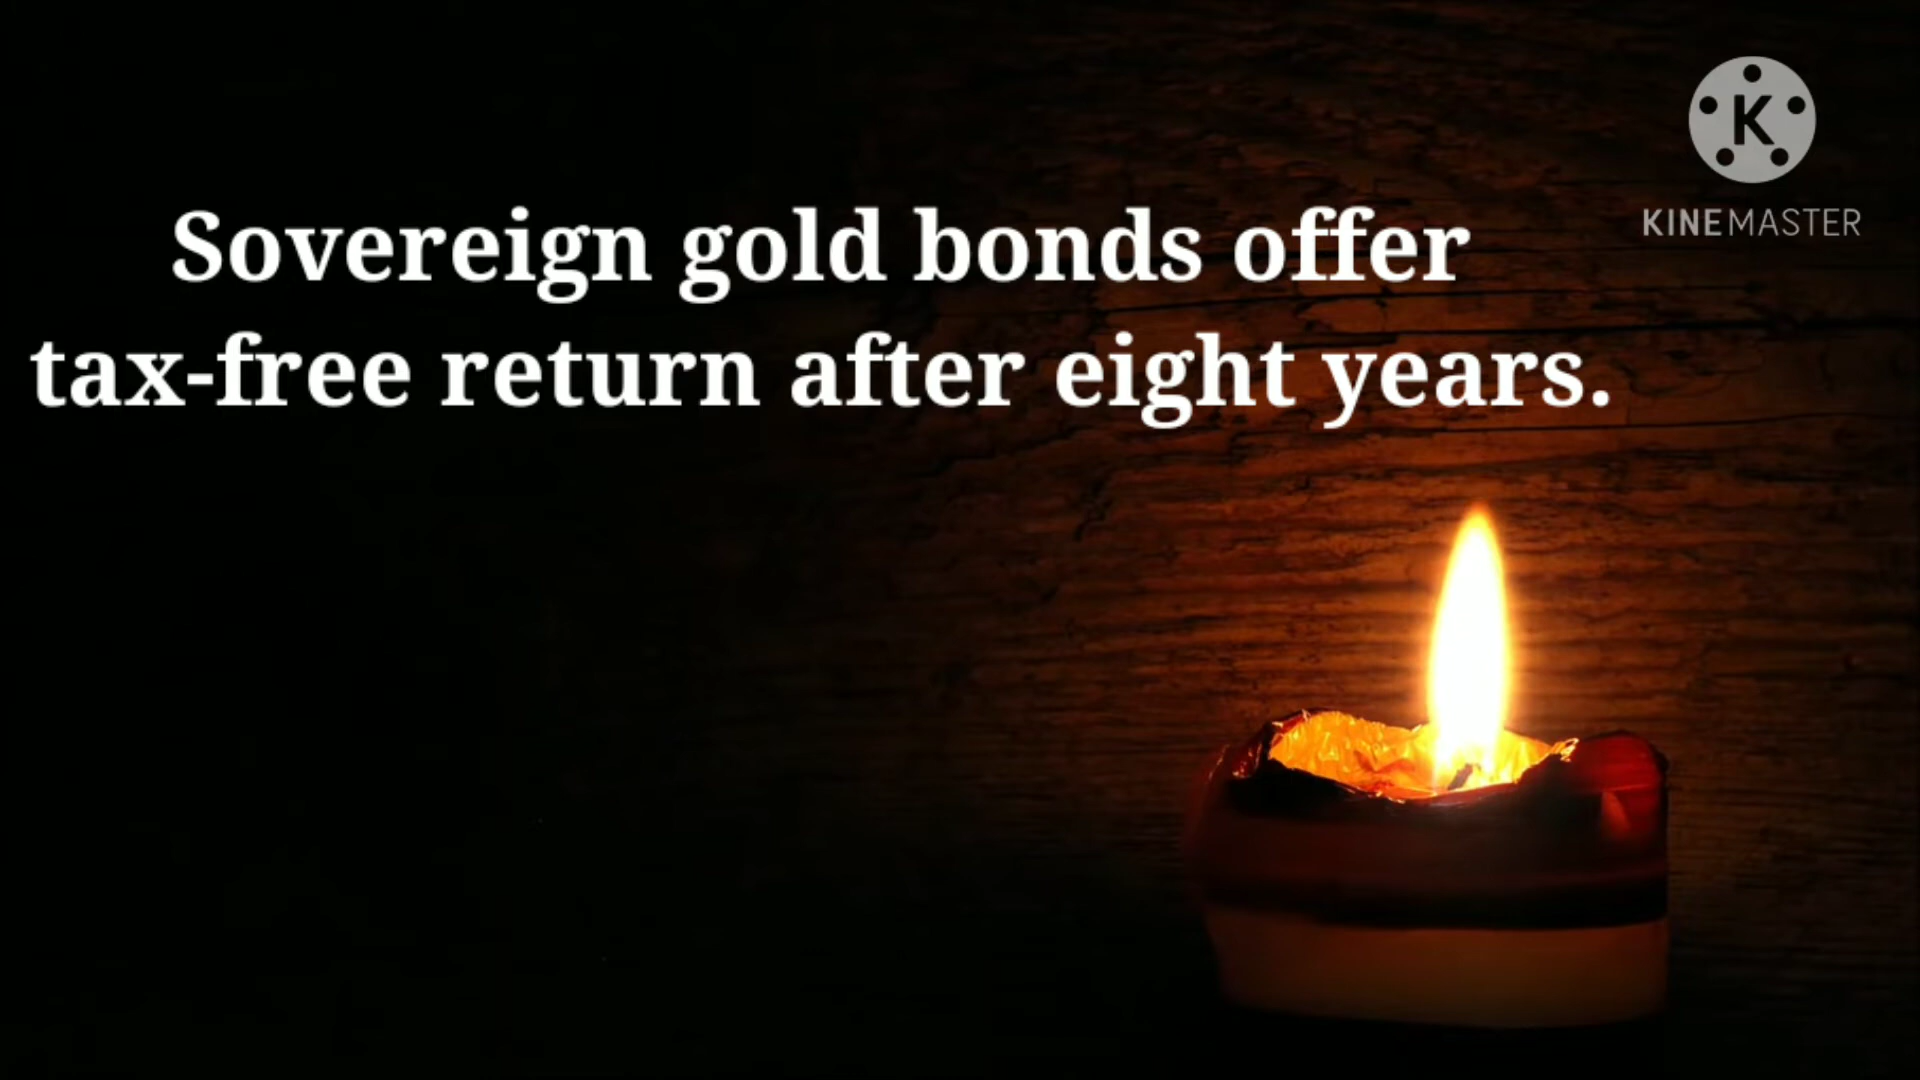 K
KINEMASTER
Sovereign gold bonds offer
tax-free return after eight years.